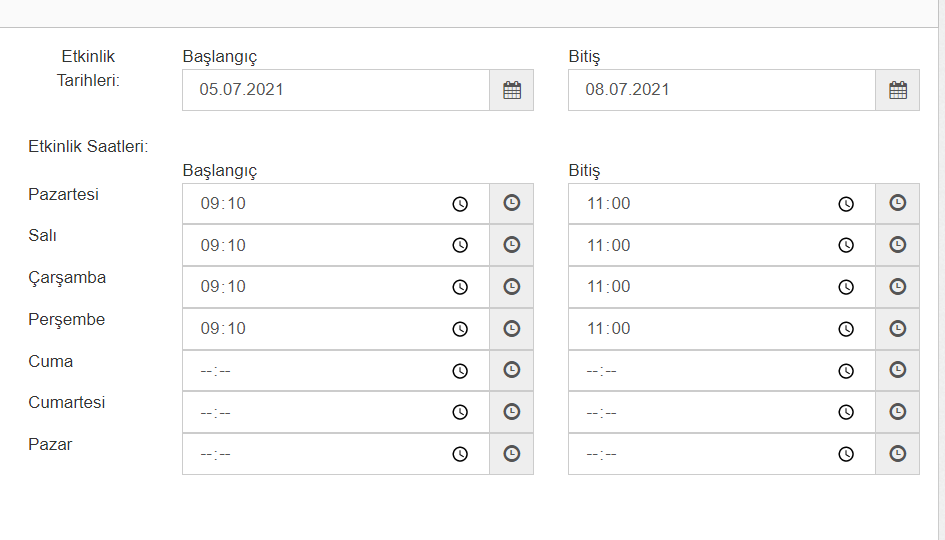 Etkinlik Tarihleri:
Başlangıç Bitiş
05.07.2021 08.07.2021
Etkinlik Saatleri:
Başlangıç Bitiş
Pazartesi 09:10 11:00
Salı 09:10 11:00
Çarşamba 09:10 11:00
Perşembe 09:10 11:00
Cuma --:-- --:--
Cumartesi --:-- --:--
Pazar --:-- --:--